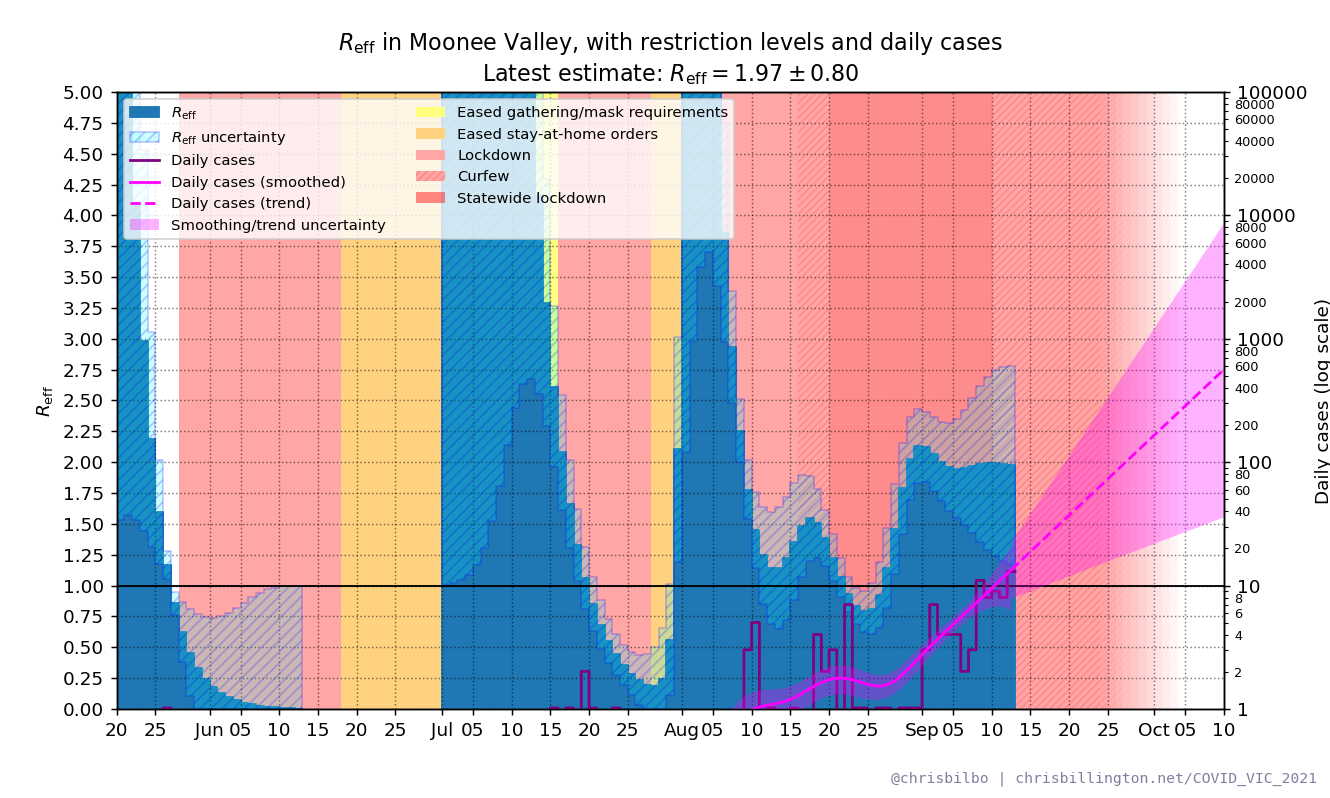 R_eff in Moonee Valley, with restriction levels and daily cases
Latest estimate: R_eff = 1.97 ± 0.80
R_eff
R_eff uncertainty
Daily cases
Daily cases (smoothed)
Daily cases (trend)
Smoothing/trend uncertainty
Eased gathering/mask requirements
Eased stay-at-home orders
Lockdown
Curfew
Statewide lockdown
R_eff
5.00
4.75
4.50
4.25
4.00
3.75
3.50
3.25
3.00
2.75
2.50
2.25
2.00
1.75
1.50
1.25
1.00
0.75
0.50
0.25
0.00
100000
80000
60000
40000
20000
10000
8000
6000
4000
2000
1000
800
600
400
200
100
80
60
40
20
10
8
6
4
2
1
Daily cases (log scale)
20 25 Jun 05 10 15 20 25 Jul 05 10 15 20 25 Aug 05 10 15 20 25 Sep 05 10 15 20 25 Oct 05 10
@chrisbilbo | chrisbillington.net/COVID_VIC_2021